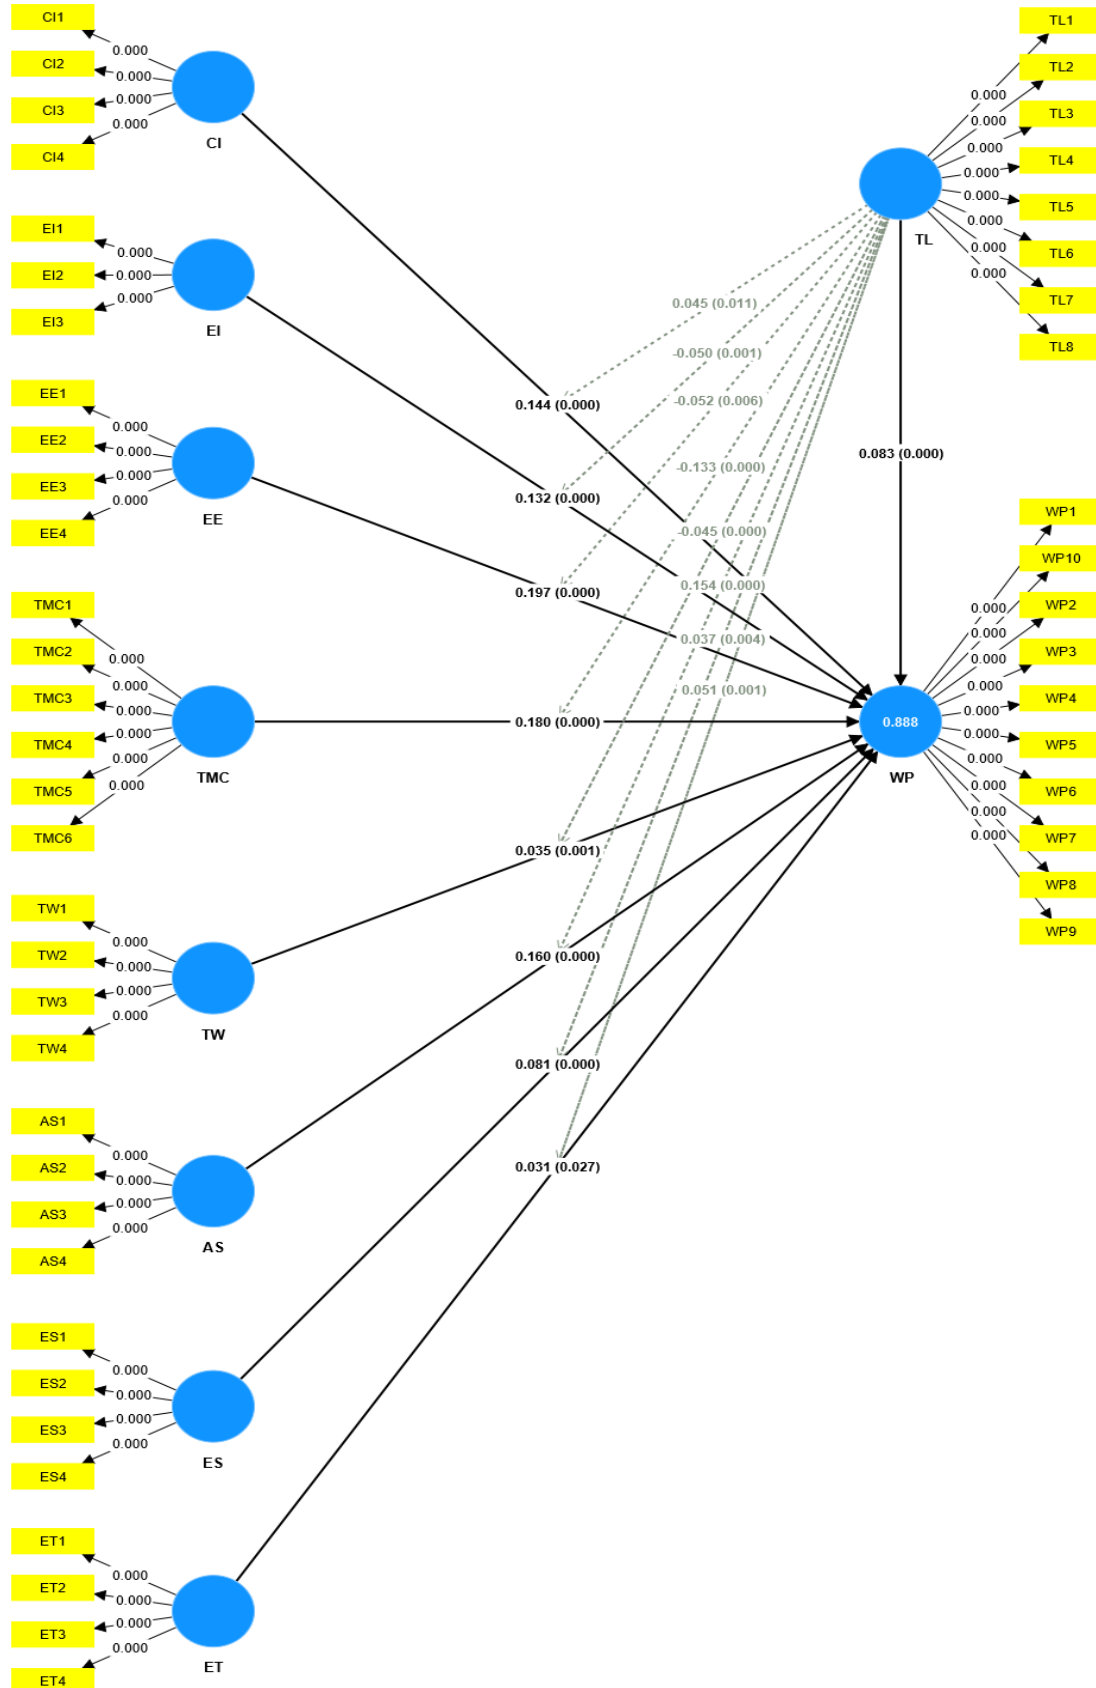 CI1
CI2
CI3
CI4
0.000
0.000
0.000
0.000
CI
EI1
EI2
EI3
0.000
0.000
0.000
EI
EE1
EE2
EE3
EE4
0.000
0.000
0.000
0.000
EE
TMC1
TMC2
TMC3
TMC4
TMC5
TMC6
0.000
0.000
0.000
0.000
0.000
0.000
TMC
TW1
TW2
TW3
TW4
0.000
0.000
0.000
0.000
TW
AS1
AS2
AS3
AS4
0.000
0.000
0.000
0.000
AS
ES1
ES2
ES3
ES4
0.000
0.000
0.000
0.000
ES
ET1
ET2
ET3
ET4
0.000
0.000
0.000
0.000
ET
0.144 (0.000)
0.132 (0.000)
0.197 (0.000)
0.180 (0.000)
0.035 (0.001)
0.160 (0.000)
0.081 (0.000)
0.031 (0.027)
0.045 (0.011)
-0.050 (0.001)
-0.052 (0.006)
-0.133 (0.000)
-0.045 (0.000)
0.154 (0.000)
0.037 (0.004)
0.051 (0.001)
0.083 (0.000)
TL
0.000
0.000
0.000
0.000
0.000
0.000
0.000
0.000
TL1
TL2
TL3
TL4
TL5
TL6
TL7
TL8
0.888
WP
0.000
0.000
0.000
0.000
0.000
0.000
0.000
0.000
0.000
0.000
WP1
WP10
WP2
WP3
WP4
WP5
WP6
WP7
WP8
WP9